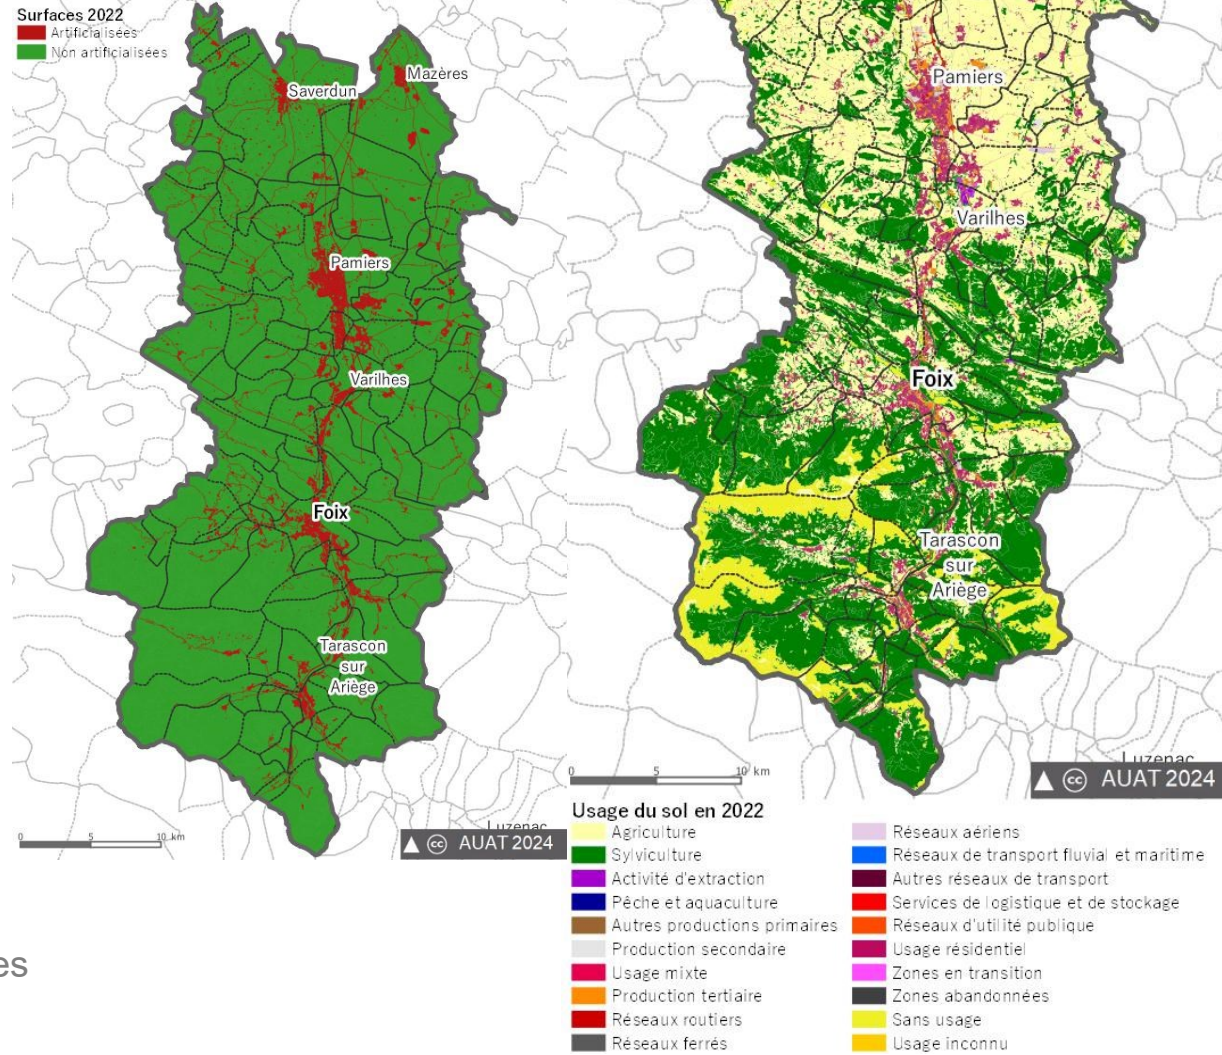 Surfaces 2022
Artificialisées
Non artificialisées
Mazères
Saverdun
Pamiers
Varilhes
Foix
Tarascon
sur
Ariège
Luzenac
0 5 10 km
AUAT 2024
Pamiers
Varilhes
Foix
Tarascon
sur
Ariège
Luzenac
0 5 10 km
AUAT 2024
es
Usage du sol en 2022
Agriculture
Sylviculture
Activité d'extraction
Pêche et aquaculture
Autres productions primaires
Production secondaire
Usage mixte
Production tertiaire
Réseaux routiers
Réseaux ferrés
Réseaux aériens
Réseaux de transport fluvial et maritime
Autres réseaux de transport
Services de logistique et de stockage
Réseaux d'utilité publique
Usage résidentiel
Zones en transition
Zones abandonnées
Sans usage
Usage inconnu